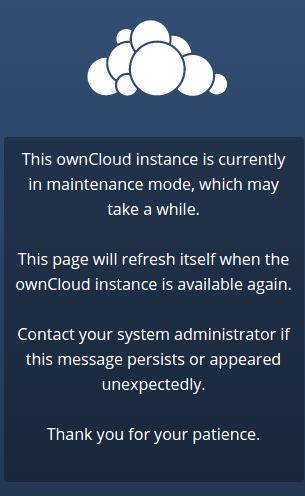 This ownCloud instance is currently
in maintenance mode, which may
take a while.
This page will refresh itself when the
ownCloud instance is available again.
Contact your system administrator if
this message persists or appeared
unexpectedly.
Thank you for your patience.